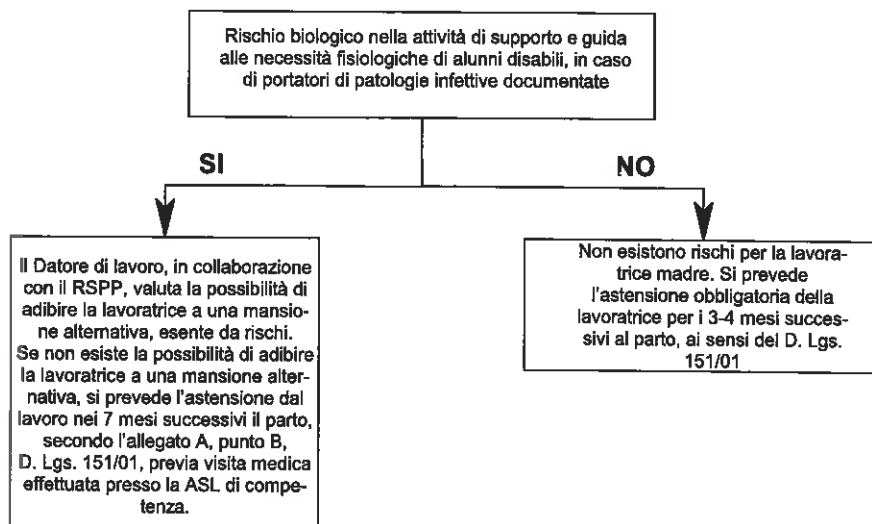 Rischio biologico nella attività di supporto e guida
alle necessità fisiologiche di alunni disabili, in caso
di portatori di patologie infettive documentate
SI
NO
Il Datore di lavoro, in collaborazione
con il RSPP, valuta la possibilità di
adibire la lavoratrice a una mansio-
ne alternativa, esente da rischi.
Se non esiste la possibilità di adibire
la lavoratrice a una mansione alter-
nativa, si prevede l'astensione dal
lavoro nei 7 mesi successivi il parto,
secondo l'allegato A, punto B,
D. Lgs. 151/01, previa visita medica
effettuata presso la ASL di compe-
tenza.
Non esistono rischi per la lavora-
trice madre. Si prevede
l'astensione obbligatoria della
lavoratrice per i 3-4 mesi succes-
sivi al parto, ai sensi del D. Lgs.
151/01